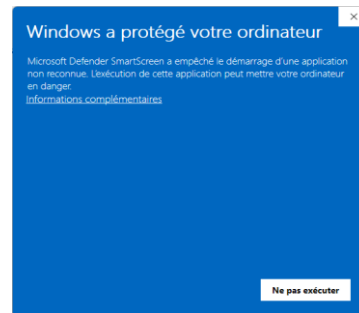 Windows a protégé votre ordinateur
Microsoft Defender SmartScreen a empêché le démarrage d'une application
non reconnue. L'exécution de cette application peut mettre votre ordinateur
en danger.
Informations complémentaires
Ne pas exécuter